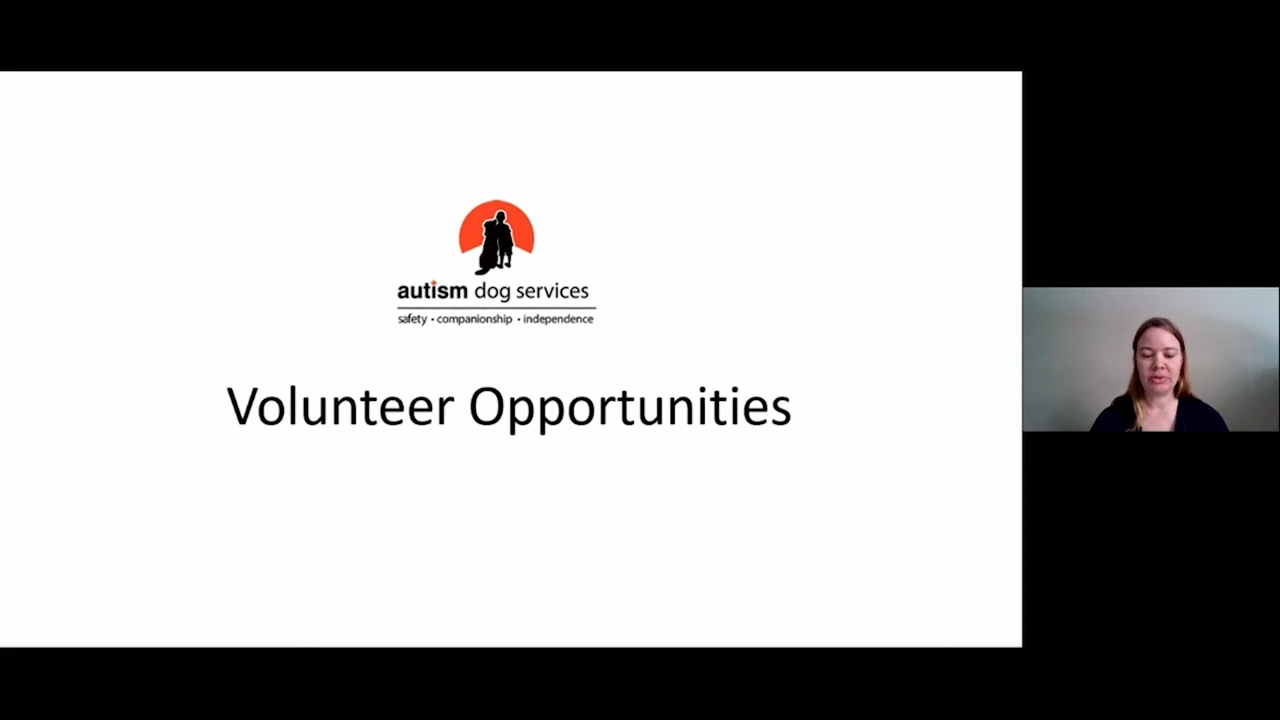 autism dog services
safety • companionship • independence
Volunteer Opportunities